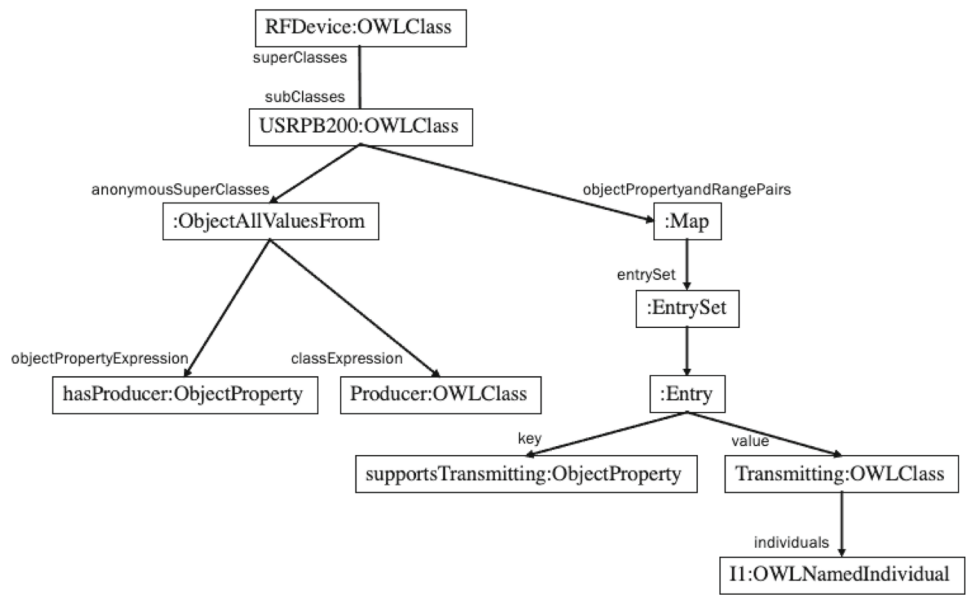 RFDevice:OWLClass
superClasses
subClasses
USRPB200:OWLClass
anonymousSuperClasses
objectPropertyandRangePairs
:ObjectAllValuesFrom
:Map
entrySet
:EntrySet
objectPropertyExpression
classExpression
hasProducer:ObjectProperty
Producer:OWLClass
:Entry
key
value
supportsTransmitting:ObjectProperty
Transmitting:OWLClass
individuals
I1:OWLNamedIndividual